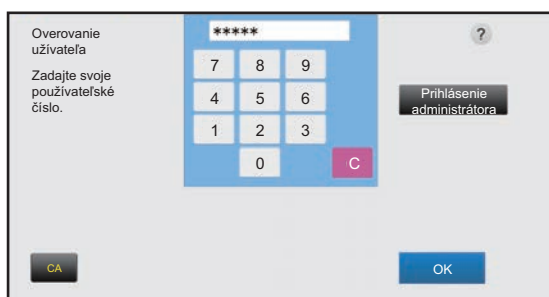 Overovanie
užívateľa
Zadajte svoje
používateľské
číslo.
*****
7 8 9
4 5 6
1 2 3
0 C
?
Prihlásenie
administrátora
CA
OK